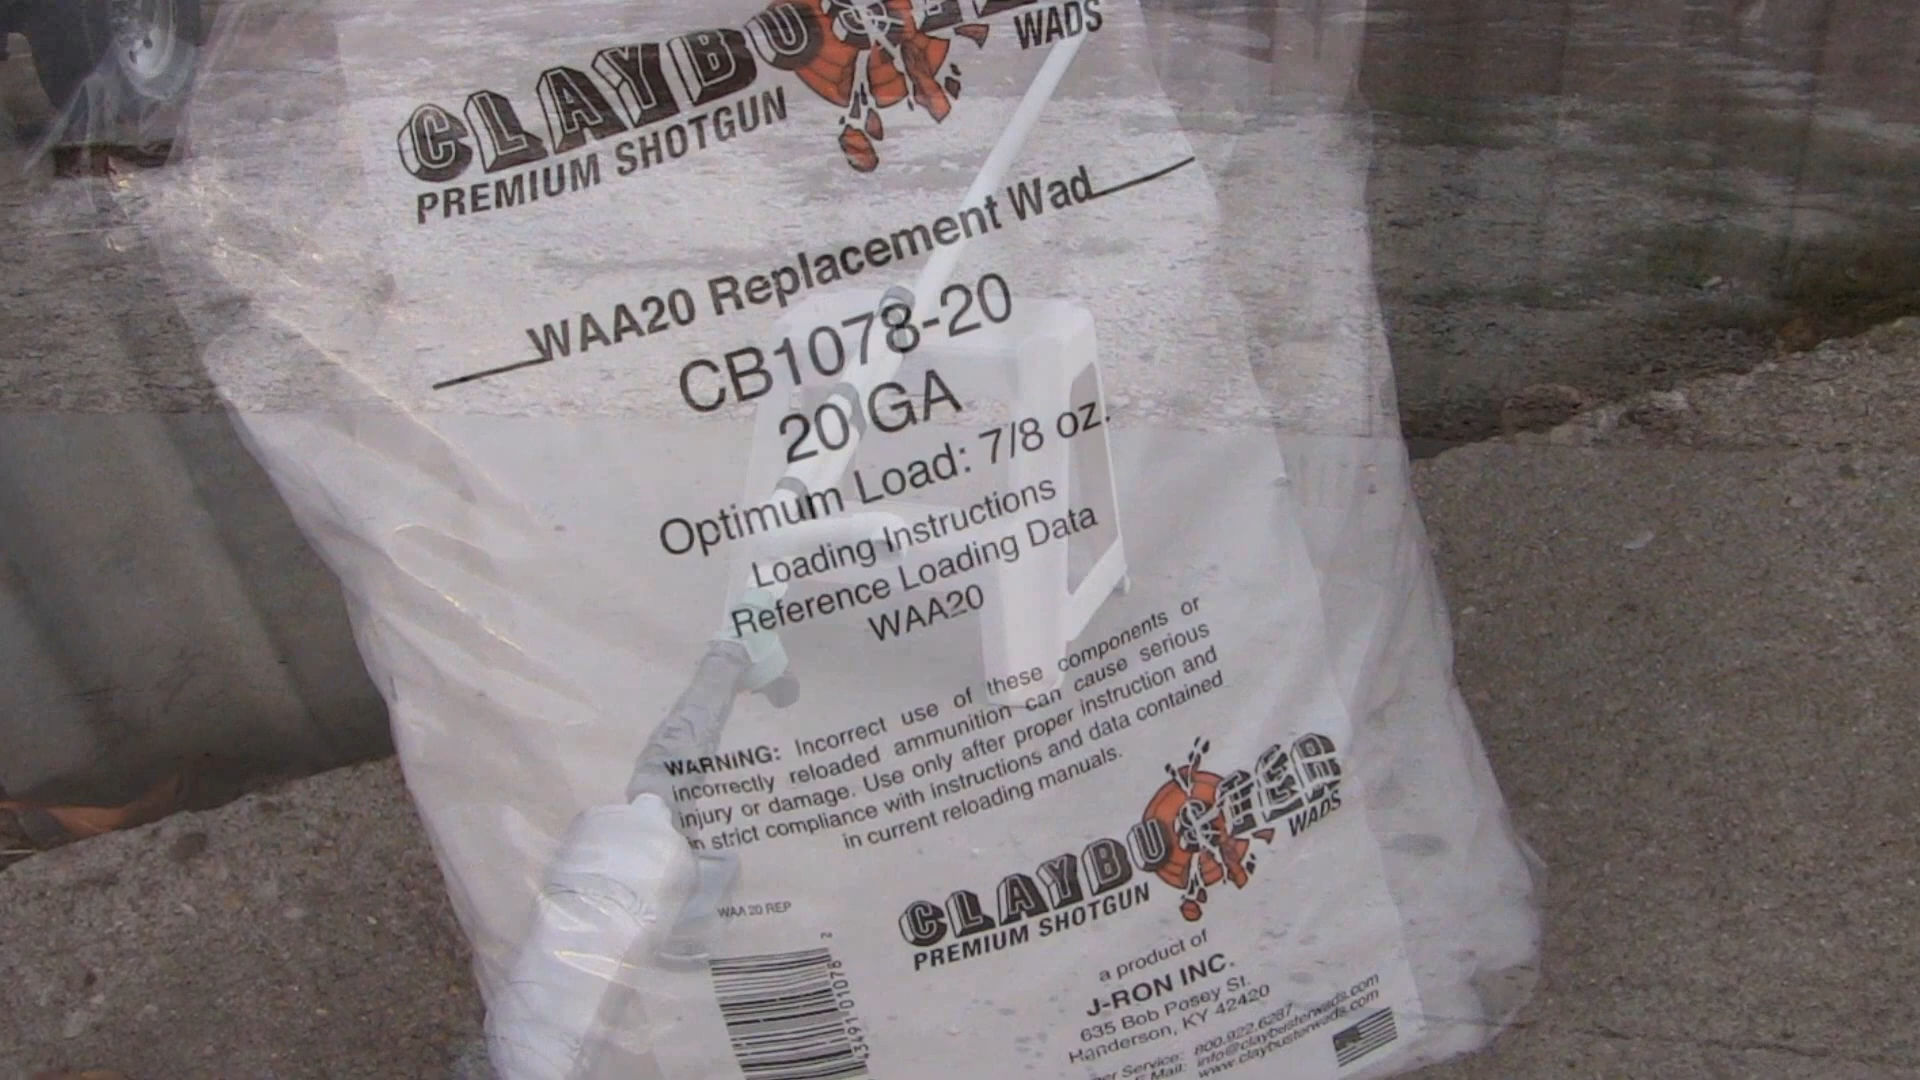 CLAYBUSTER
WADS
PREMIUM SHOTGUN
WAA20 Replacement Wad
CB1078-20
20 GA
Optimum Load: 7/8 oz.
Loading Instructions
Reference Loading Data
WAA20
WARNING: Incorrect use of these components or
incorrectly reloaded ammunition can cause serious
injury or damage. Use only after proper instruction and
in strict compliance with instructions and data contained
in current reloading manuals.
CLAYBUSTER
WADS
PREMIUM SHOTGUN
WAA 20 REP
a product of
J-RON INC.
635 Bob Posey St.
Henderson, KY 42420
Service: 800.922.6287
E Mail: info@claybusterwads.com
www.claybusterwads.com